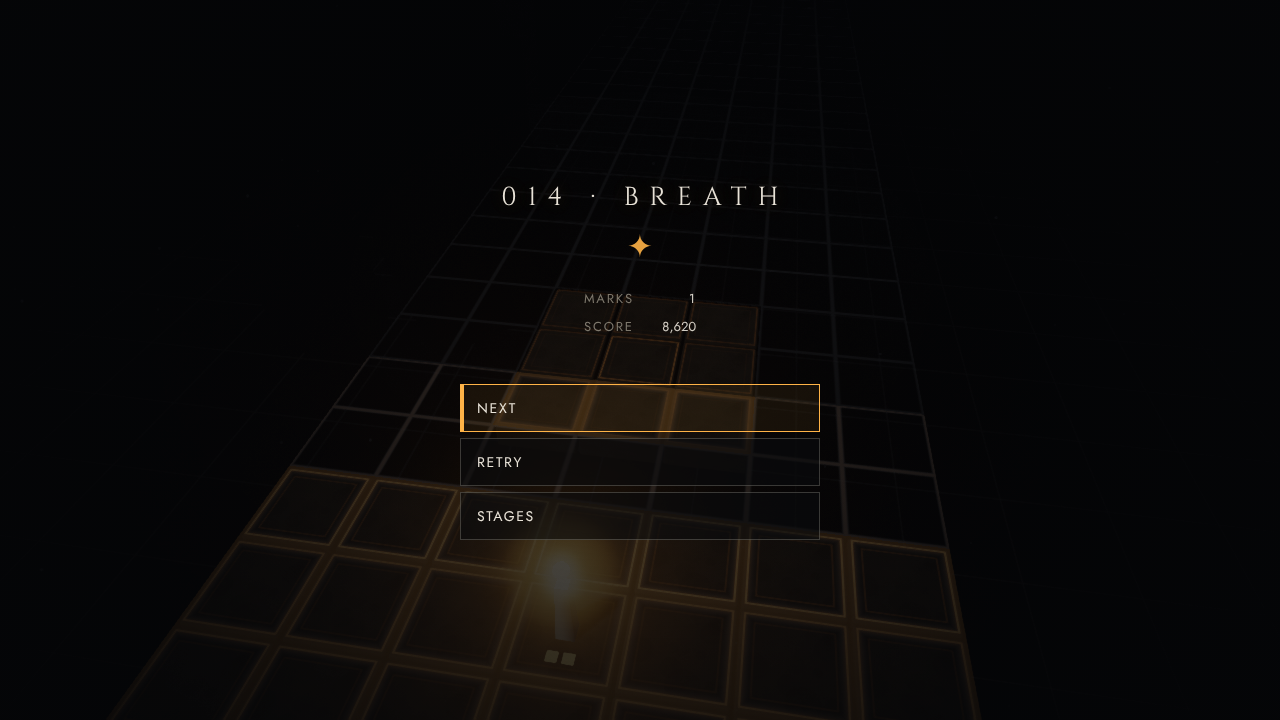 014 · BREATH
MARKS 1
SCORE 8,620
NEXT
RETRY
STAGES